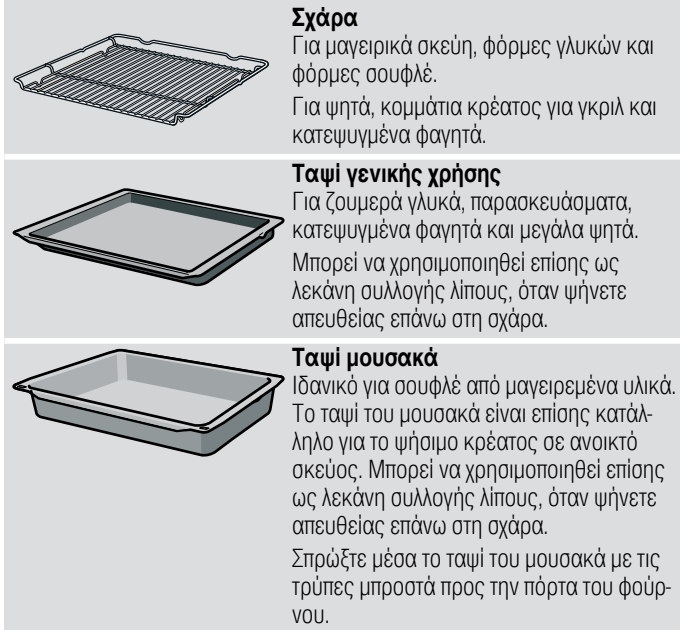 Σχάρα
Για μαγειρικά σκεύη, φόρμες γλυκών και
φόρμες σουφλέ.
Για ψητά, κομμάτια κρέατος για γκριλ και
κατεψυγμένα φαγητά.
Ταψί γενικής χρήσης
Για ζουμερά γλυκά, παρασκευάσματα,
κατεψυγμένα φαγητά και μεγάλα ψητά.
Μπορεί να χρησιμοποιηθεί επίσης ως
λεκάνη συλλογής λίπους, όταν ψήνετε
απευθείας επάνω στη σχάρα.
Ταψί μουσακά
Ιδανικό για σουφλέ από μαγειρεμένα υλικά.
Το ταψί του μουσακά είναι επίσης κατάλ-
ληλο για το ψήσιμο κρέατος σε ανοικτό
σκεύος. Μπορεί να χρησιμοποιηθεί επίσης
ως λεκάνη συλλογής λίπους, όταν ψήνετε
απευθείας επάνω στη σχάρα.
Σπρώξτε μέσα το ταψί του μουσακά με τις
τρύπες μπροστά προς την πόρτα του φούρ-
νου.